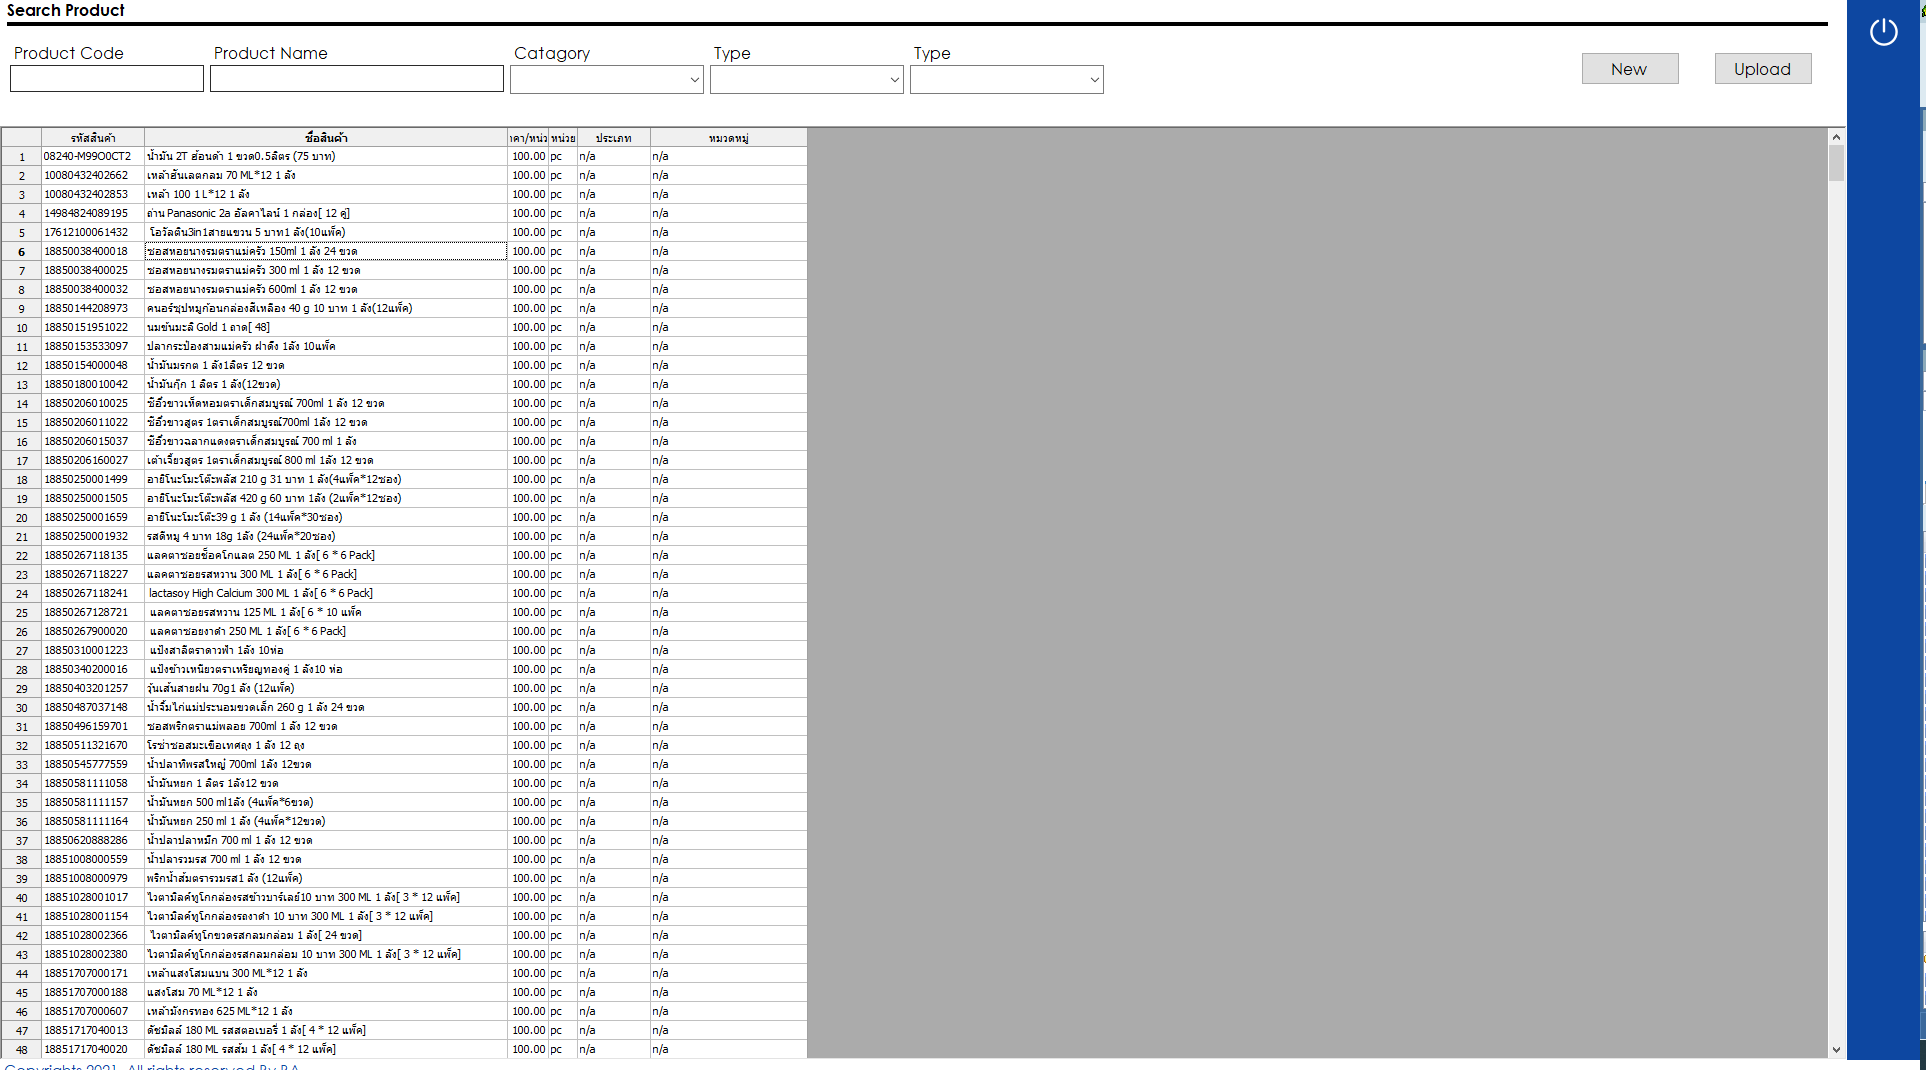 Search Product
Product Code Product Name Catagory Type Type
New Upload
รหัสสินค้า ชื่อสินค้า าคา/หน่ว หน่วย ประเภท หมวดหมู่
1 08240-M99O0CT2 น้ำมัน 2T ฮ้อนด้า 1 ขวด0.5ลิตร (75 บาท) 100.00 pc n/a n/a
2 10080432402662 เหล้าฮันเลตกลม 70 ML*12 1 ลัง 100.00 pc n/a n/a
3 10080432402853 เหล้า 100 1 L*12 1 ลัง 100.00 pc n/a n/a
4 14984824089195 ถ่าน Panasonic 2a อัลคาไลน์ 1 กล่อง[ 12 คู่] 100.00 pc n/a n/a
5 17612100061432 โอวัลติน3in1สายแขวน 5 บาท1 ลัง(10แพ็ค) 100.00 pc n/a n/a
6 18850038400018 ซอสหอยนางรมตราแม่ครัว 150ml 1 ลัง 24 ขวด 100.00 pc n/a n/a
7 18850038400025 ซอสหอยนางรมตราแม่ครัว 300 ml 1 ลัง 12 ขวด 100.00 pc n/a n/a
8 18850038400032 ซอสหอยนางรมตราแม่ครัว 600ml 1 ลัง 12 ขวด 100.00 pc n/a n/a
9 18850144208973 คนอร์ซุปหมูก้อนกล่องสีเหลือง 40 g 10 บาท 1 ลัง(12แพ็ค) 100.00 pc n/a n/a
10 18850151951022 นมข้นมะลิ Gold 1 ถาด[ 48] 100.00 pc n/a n/a
11 18850153533097 ปลากระป๋องสามแม่ครัว ฝาดึง 1ลัง 10แพ็ค 100.00 pc n/a n/a
12 18850154000048 น้ำมันมรกต 1 ลัง1ลิตร 12 ขวด 100.00 pc n/a n/a
13 18850180010042 น้ำมันกุ๊ก 1 ลิตร 1 ลัง(12ขวด) 100.00 pc n/a n/a
14 18850206010025 ซีอิ๊วขาวเห็ดหอมตราเด็กสมบูรณ์ 700ml 1 ลัง 12 ขวด 100.00 pc n/a n/a
15 18850206011022 ซีอิ๊วขาวสูตร 1ตราเด็กสมบูรณ์700ml 1ลัง 12 ขวด 100.00 pc n/a n/a
16 18850206015037 ซีอิ๊วขาวฉลากแดงตราเด็กสมบูรณ์ 700 ml 1 ลัง 100.00 pc n/a n/a
17 18850206160027 เต้าเจี้ยวสูตร 1ตราเด็กสมบูรณ์ 800 ml 1ลัง 12 ขวด 100.00 pc n/a n/a
18 18850250001499 อายิโนะโมะโต๊ะพลัส 210 g 31 บาท 1 ลัง(4แพ็ค*12ซอง) 100.00 pc n/a n/a
19 18850250001505 อายิโนะโมะโต๊ะพลัส 420 g 60 บาท 1ลัง (2แพ็ค*12ซอง) 100.00 pc n/a n/a
20 18850250001659 อายิโนะโมะโต๊ะ39 g 1 ลัง (14แพ็ค*30ซอง) 100.00 pc n/a n/a
21 18850250001932 รสดีหมู 4 บาท 18g 1ลัง (24แพ็ค*20ซอง) 100.00 pc n/a n/a
22 18850267118135 แลคตาซอยช็อคโกแลต 250 ML 1 ลัง[ 6 * 6 Pack] 100.00 pc n/a n/a
23 18850267118227 แลคตาซอยรสหวาน 300 ML 1 ลัง[ 6 * 6 Pack] 100.00 pc n/a n/a
24 18850267118241 lactasoy High Calcium 300 ML 1 ลัง[ 6 * 6 Pack] 100.00 pc n/a n/a
25 18850267128721 แลคตาซอยรสหวาน 125 ML 1 ลัง[ 6 * 10 แพ็ค 100.00 pc n/a n/a
26 18850267900020 แลคตาซอยงาดำ 250 ML 1 ลัง[ 6 * 6 Pack] 100.00 pc n/a n/a
27 18850310001223 แป้งสาลีตราดาวฟ้า 1ลัง 10ห่อ 100.00 pc n/a n/a
28 18850340200016 แป้งข้าวเหนียวตราเหรียญทองคู่ 1 ลัง10 ห่อ 100.00 pc n/a n/a
29 18850403201257 วุ้นเส้นสายฝน 70g1 ลัง (12แพ็ค) 100.00 pc n/a n/a
30 18850487037148 น้ำจิ้มไก่แม่ประนอมขวดเล็ก 260 g 1 ลัง 24 ขวด 100.00 pc n/a n/a
31 18850496159701 ซอสพริกตราแม่พลอย 700ml 1 ลัง 12 ขวด 100.00 pc n/a n/a
32 18850511321670 โรซ่าซอสมะเขือเทศถุง 1 ลัง 12 ถุง 100.00 pc n/a n/a
33 18850545777559 น้ำปลาทิพรสใหญ่ 700ml 1ลัง 12ขวด 100.00 pc n/a n/a
34 18850581111058 น้ำมันหยก 1 ลิตร 1ลัง12 ขวด 100.00 pc n/a n/a
35 18850581111157 น้ำมันหยก 500 ml1ลัง (4แพ็ค*6ขวด) 100.00 pc n/a n/a
36 18850581111164 น้ำมันหยก 250 ml 1 ลัง (4แพ็ค*12ขวด) 100.00 pc n/a n/a
37 18850620888286 น้ำปลาปลาหมึก 700 ml 1 ลัง 12 ขวด 100.00 pc n/a n/a
38 18851008000559 น้ำปลารวมรส 700 ml 1 ลัง 12 ขวด 100.00 pc n/a n/a
39 18851008000979 พริกน้ำส้มตรารวมรส1 ลัง (12แพ็ค) 100.00 pc n/a n/a
40 18851028001017 ไวตามิลค์ทูโกกล่องรสข้าวบาร์เลย์10 บาท 300 ML 1 ลัง[ 3 * 12 แพ็ค] 100.00 pc n/a n/a
41 18851028001154 ไวตามิลค์ทูโกกล่องรถงาดำ 10 บาท 300 ML 1 ลัง[ 3 * 12 แพ็ค] 100.00 pc n/a n/a
42 18851028002366 ไวตามิลค์ทูโกขวดรสกลมกล่อม 1 ลัง[ 24 ขวด] 100.00 pc n/a n/a
43 18851028002380 ไวตามิลค์ทูโกกล่องรสกลมกล่อม 10 บาท 300 ML 1 ลัง[ 3 * 12 แพ็ค] 100.00 pc n/a n/a
44 18851707000171 เหล้าแสงโสมแบน 300 ML*12 1 ลัง 100.00 pc n/a n/a
45 18851707000188 แสงโสม 70 ML*12 1 ลัง 100.00 pc n/a n/a
46 18851707000607 เหล้ามังกรทอง 625 ML*12 1 ลัง 100.00 pc n/a n/a
47 18851717040013 ดัชมิลล์ 180 ML รสสตอเบอรี่ 1 ลัง[ 4 * 12 แพ็ค] 100.00 pc n/a n/a
48 18851717040020 ดัชมิลล์ 180 ML รสส้ม 1 ลัง[ 4 * 12 แพ็ค] 100.00 pc n/a n/a
Copyrights 2021. All rights reserved By BA